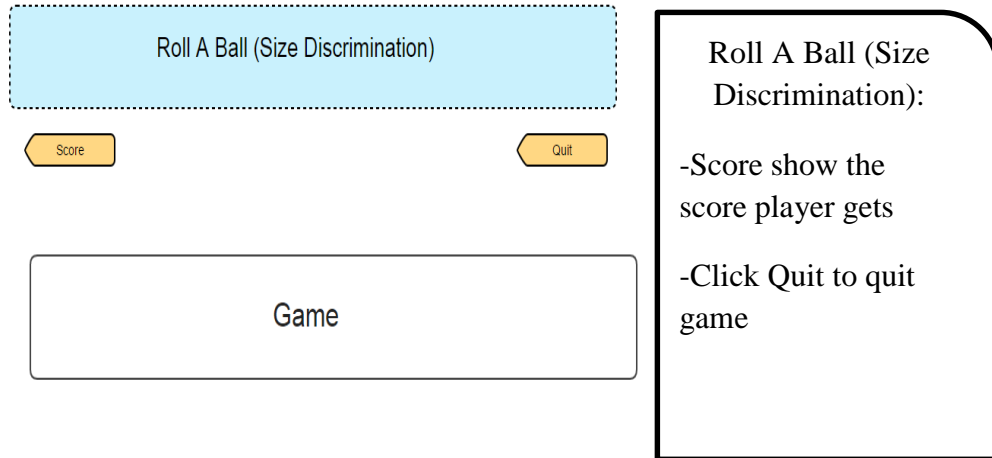 Roll A Ball (Size Discrimination)
Score
Quit
Game
Roll A Ball (Size
Discrimination):
-Score show the
score player gets
-Click Quit to quit
game